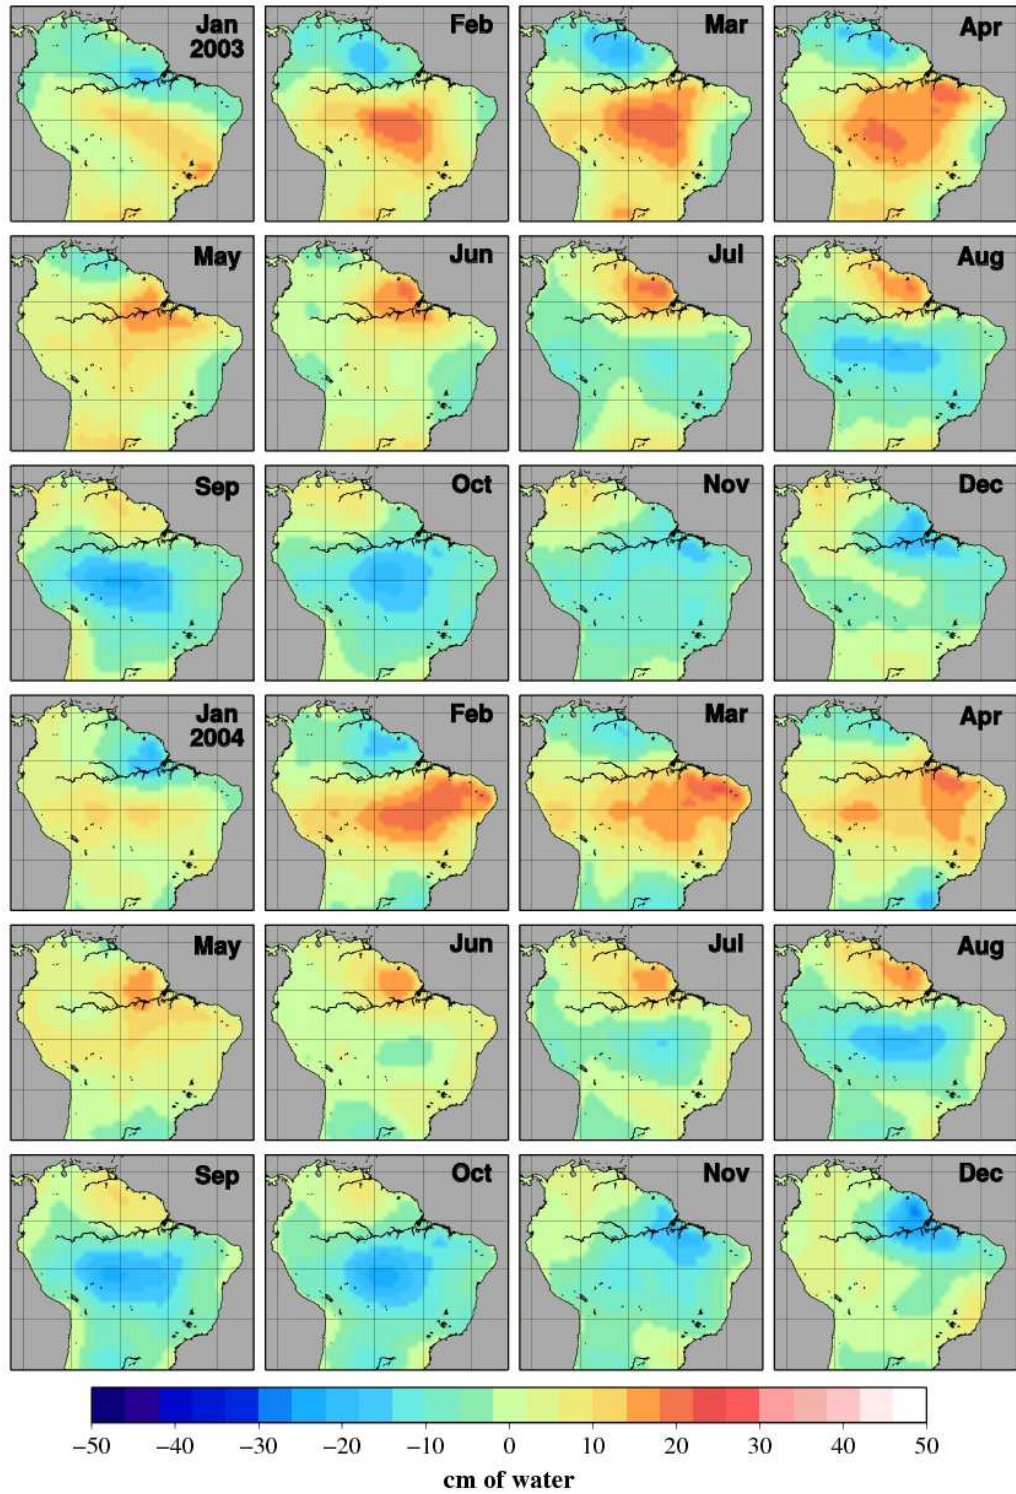 Jan
2003
Feb
Mar
Apr
May
Jun
Jul
Aug
Sep
Oct
Nov
Dec
Jan
2004
Feb
Mar
Apr
May
Jun
Jul
Aug
Sep
Oct
Nov
Dec
−50 −40 −30 −20 −10 0 10 20 30 40 50
cm of water